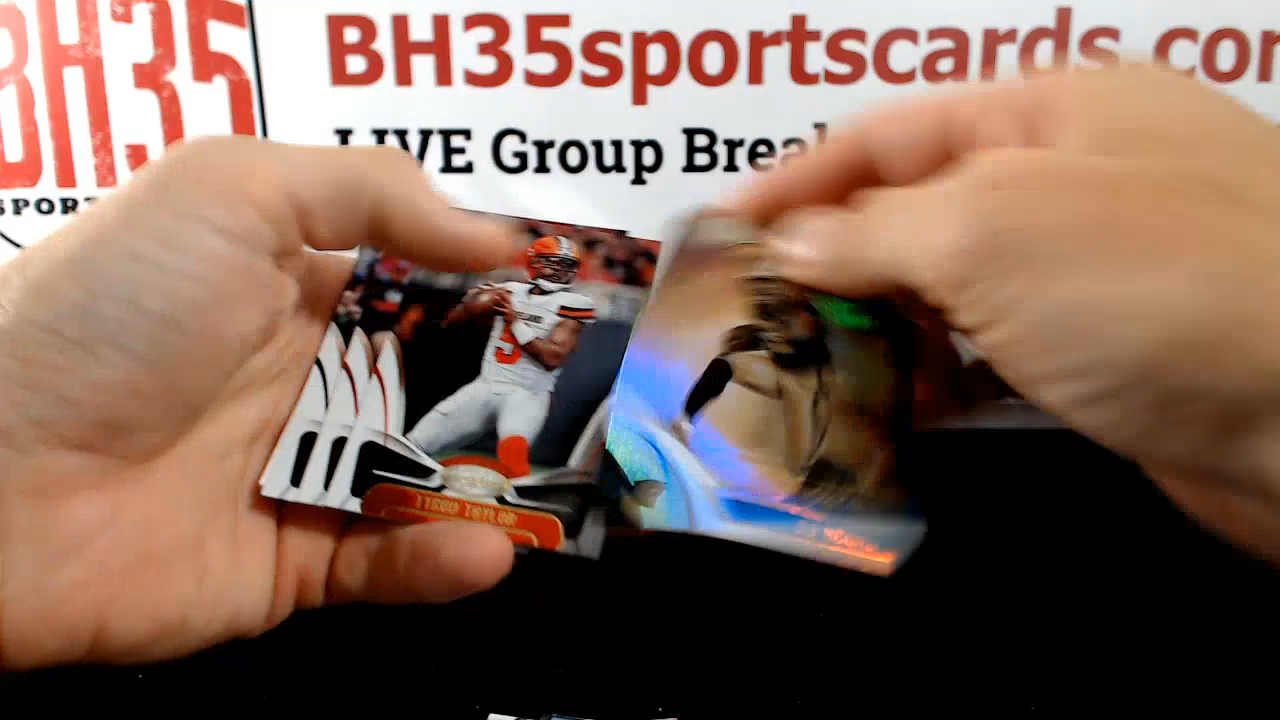 BH35
SPORT
BH35sportscards.com
LIVE Group Brea
TYROD TAYLOR